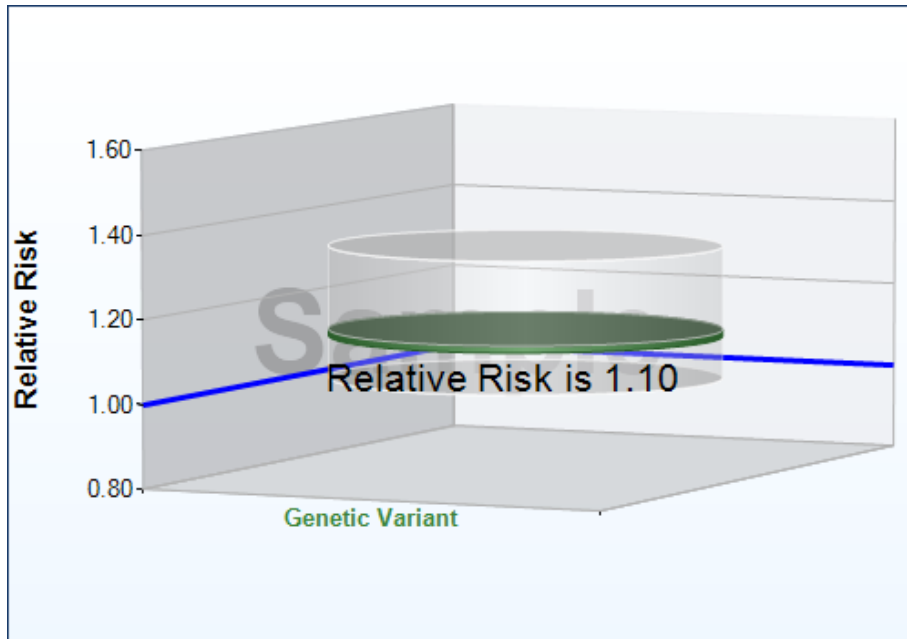 Relative Risk
1.60
1.40
1.20
1.00
0.80
Sample
Relative Risk is 1.10
Genetic Variant